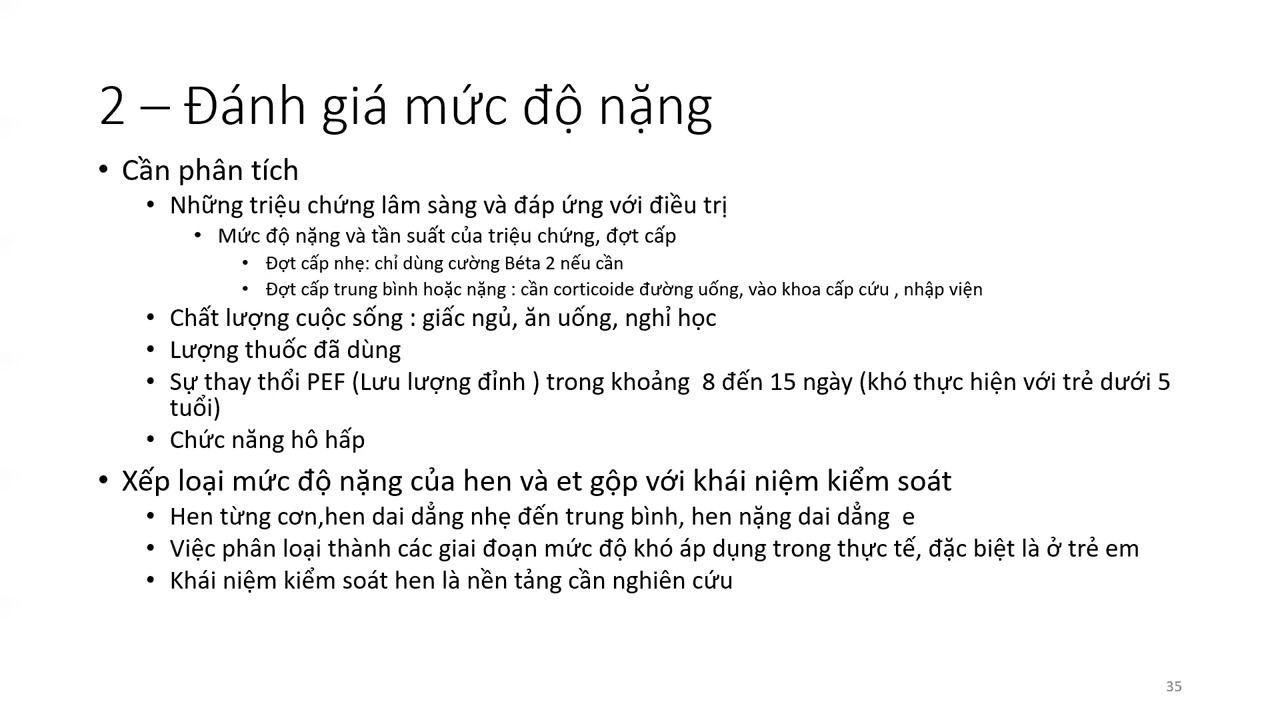 2 – Đánh giá mức độ nặng
• Cần phân tích
• Những triệu chứng lâm sàng và đáp ứng với điều trị
• Mức độ nặng và tần suất của triệu chứng, đợt cấp
• Đợt cấp nhẹ: chỉ dùng cường Béta 2 nếu cần
• Đợt cấp trung bình hoặc nặng : cần corticoide đường uống, vào khoa cấp cứu , nhập viện
• Chất lượng cuộc sống : giấc ngủ, ăn uống, nghỉ học
• Lượng thuốc đã dùng
• Sự thay thổi PEF (Lưu lượng đỉnh ) trong khoảng  8 đến 15 ngày (khó thực hiện với trẻ dưới 5
tuổi)
• Chức năng hô hấp
• Xếp loại mức độ nặng của hen và et gộp với khái niệm kiểm soát
• Hen từng cơn,hen dai dẳng nhẹ đến trung bình, hen nặng dai dẳng  e
• Việc phân loại thành các giai đoạn mức độ khó áp dụng trong thực tế, đặc biệt là ở trẻ em
• Khái niệm kiểm soát hen là nền tảng cần nghiên cứu
35